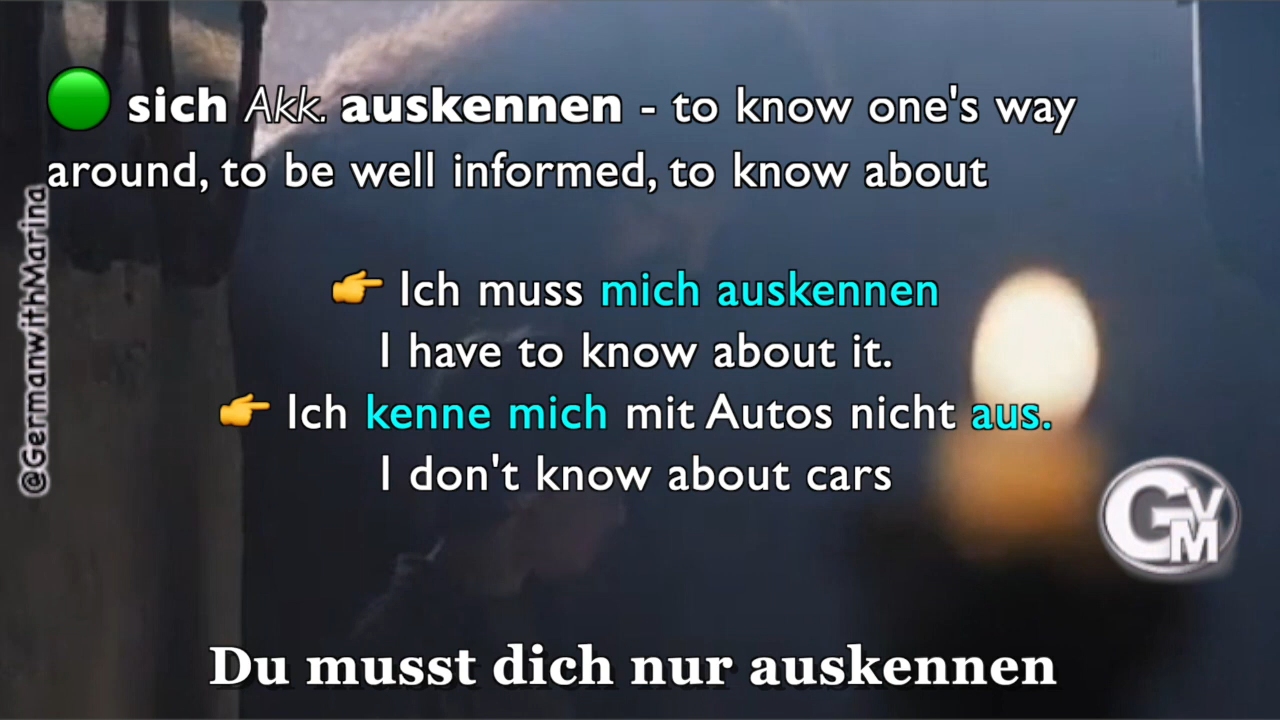 🟢 sich Akk. auskennen - to know one's way
around, to be well informed, to know about
👉 Ich muss mich auskennen
I have to know about it.
👉 Ich kenne mich mit Autos nicht aus.
I don't know about cars
@GermanwithMarina
GVM
Du musst dich nur auskennen